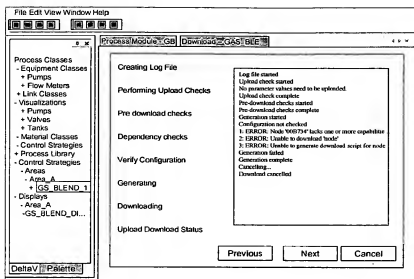 File Edit View Window Help
Process Module - GB
Download - GAS_BLE
Process Classes
- Equipment Classes
+ Pumps
+ Flow Meters
+ Link Classes
- Visualizations
+ Pumps
+ Valves
+ Tanks
- Material Classes
- Control Strategies
+ Process Library
- Control Strategies
- Areas
- Area_A
+ GS_BLEND_1
- Displays
- Area_A
-GS_BLEND_DI...
DeltaV
Palette
Creating Log File
Performing Upload Checks
Pre download checks
Dependency checks
Verify Configuration
Generating
Downloading
Upload Download Status
Log file started
Upload check started
No parameter values need to be uploaded.
Upload check complete
Pre-download checks started
Pre-download checks complete
Generation started
Configuration not checked
1: ERROR: Node '00B734' lacks one or more capabilitie
2: ERROR: Unable to download 'node'
3: ERROR: Unable to generate download script for node
Generation failed
Generation complete
Cancelling...
Download cancelled
Previous
Next
Cancel